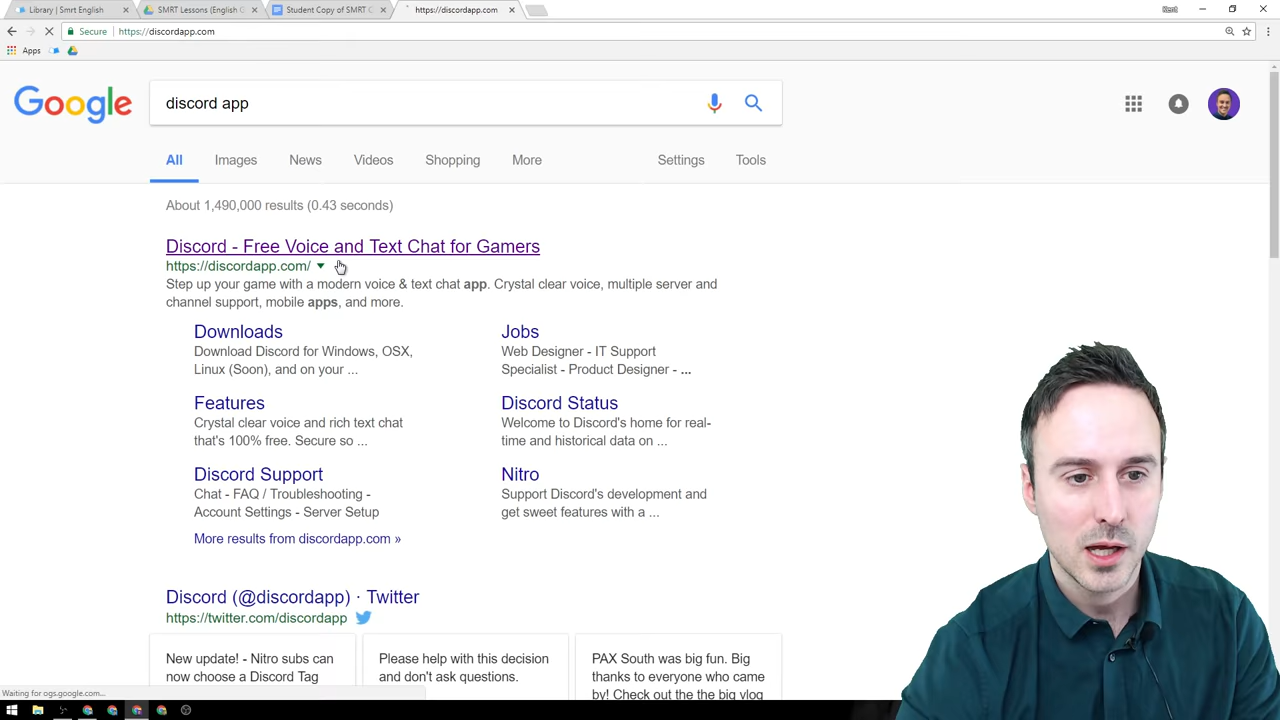 Library | Smrt English
SMRT Lessons (English G
Student Copy of SMRT C
https://discordapp.com/
Secure
https://discordapp.com
Apps
Google
discord app
All
Images
News
Videos
Shopping
More
Settings
Tools
About 1,490,000 results (0.43 seconds)
Discord - Free Voice and Text Chat for Gamers
https://discordapp.com/
Step up your game with a modern voice & text chat app. Crystal clear voice, multiple server and
channel support, mobile apps, and more.
Downloads
Download Discord for Windows, OSX,
Linux (Soon), and on your ...
Jobs
Web Designer - IT Support
Specialist - Product Designer - ...
Features
Crystal clear voice and rich text chat
that's 100% free. Secure so ...
Discord Status
Welcome to Discord's home for real-
time and historical data on ...
Discord Support
Chat - FAQ / Troubleshooting -
Account Settings - Server Setup
Nitro
Support Discord's development and
get sweet features with a ...
More results from discordapp.com »
Discord (@discordapp) · Twitter
https://twitter.com/discordapp
New update! - Nitro subs can
now choose a Discord Tag
Please help with this decision
and don't ask questions.
PAX South was big fun. Big
thanks to everyone who came
by! Check out the the big vlog
Waiting for ogs.google.com...